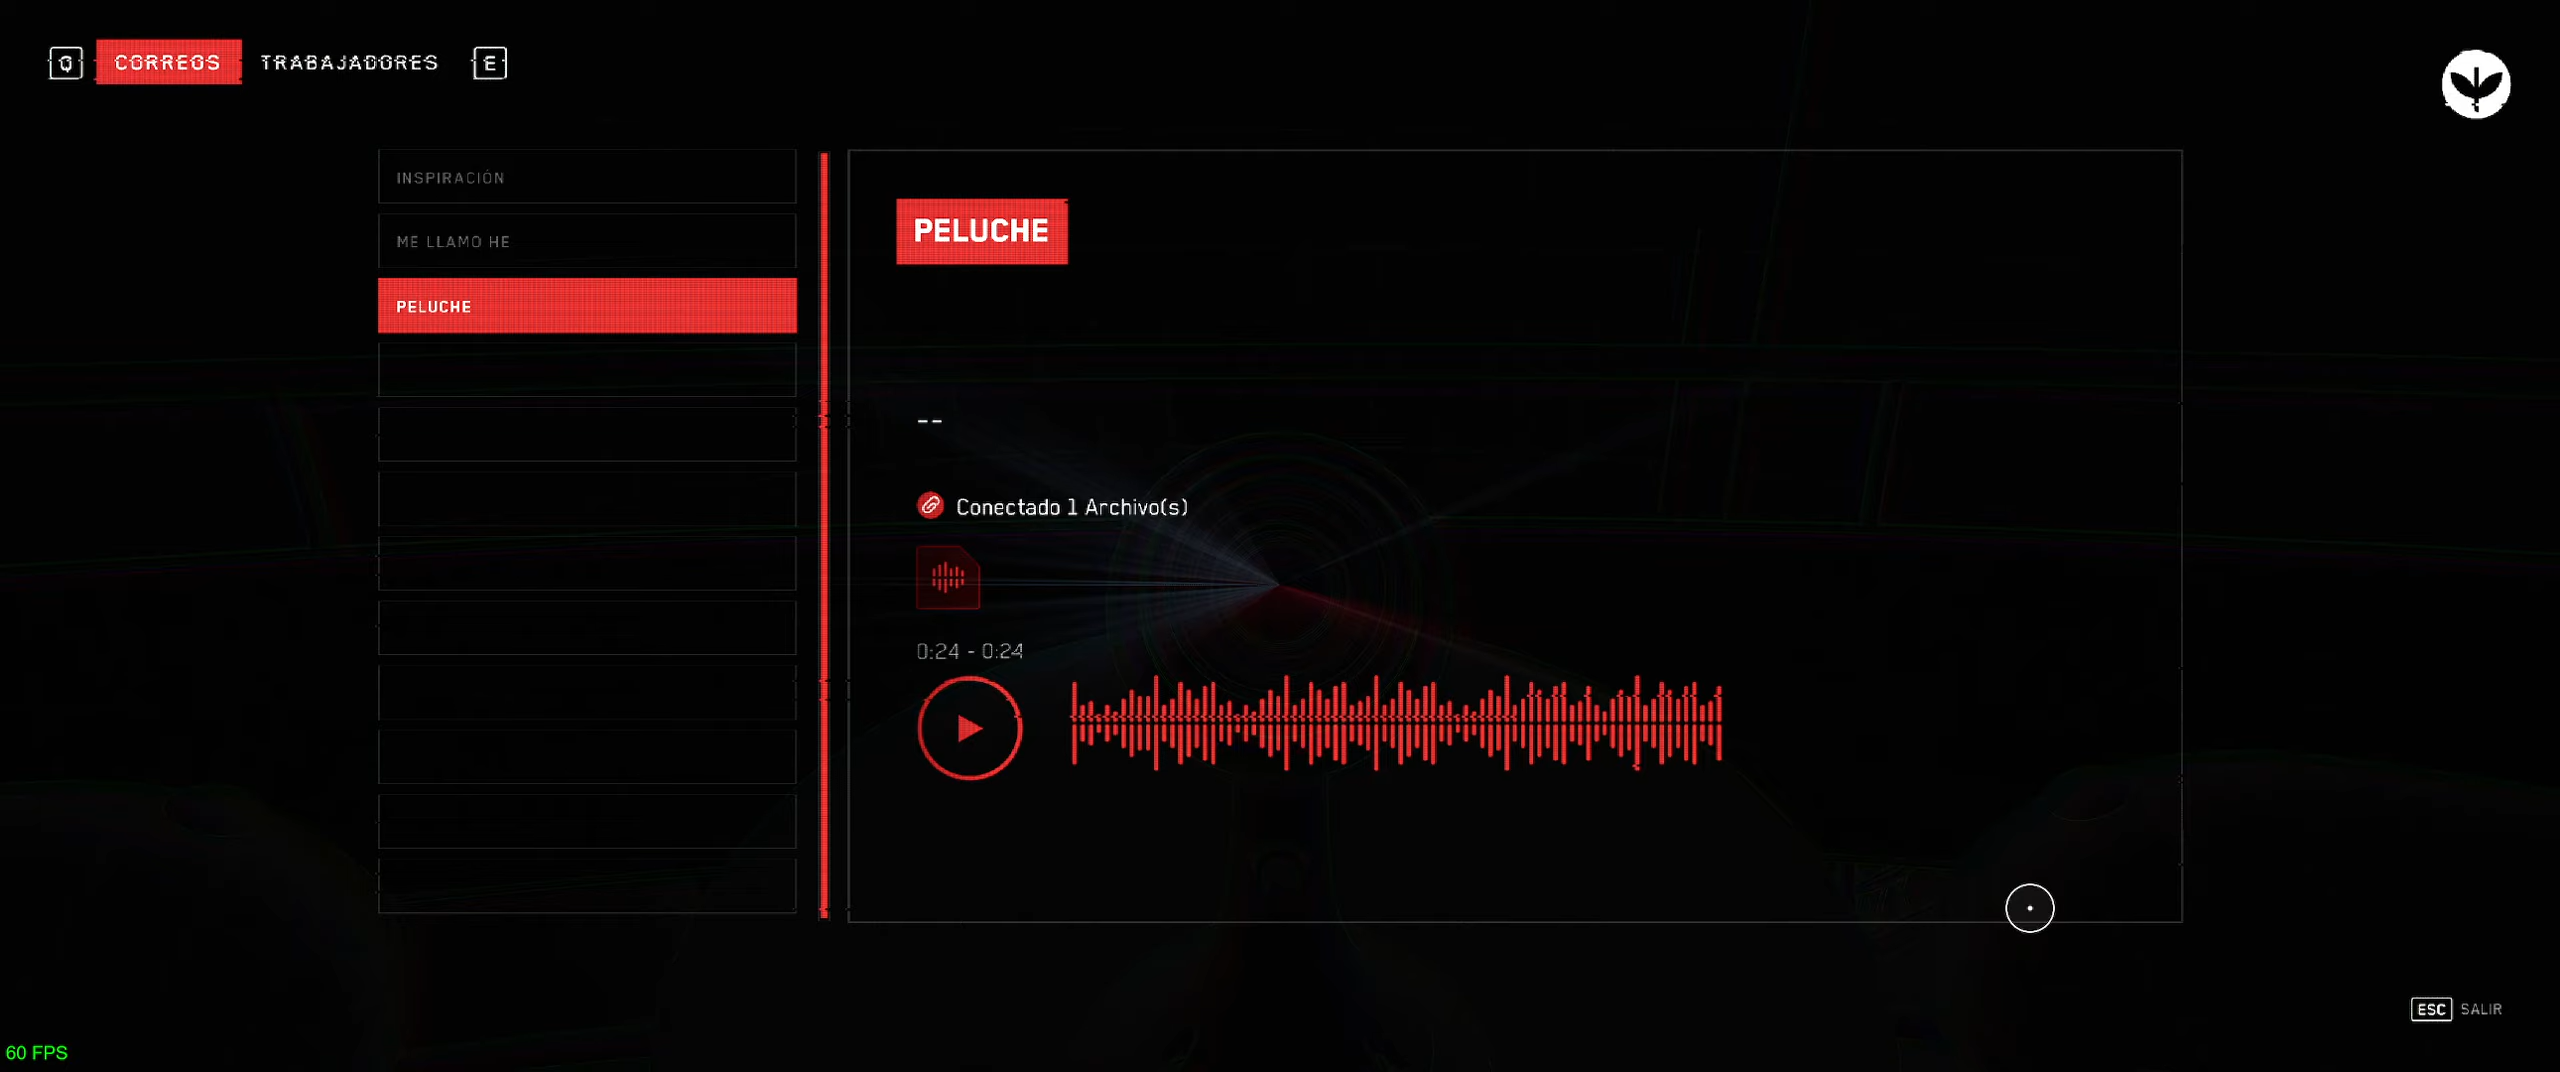 Q CORREOS TRABAJADORES E
INSPIRACIÓN
ME LLAMO HE
PELUCHE
PELUCHE
--
Conectado 1 Archivo(s)
0:24 - 0:24
ESC SALIR
60 FPS